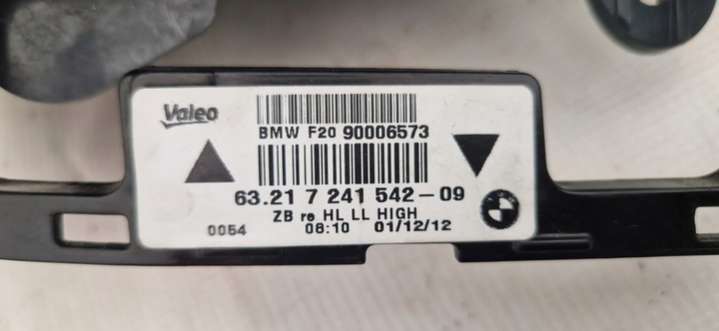 Valeo
BMW F20 90006573
63.21 7 241 542-09
ZB re HL LL HIGH
0054 08:10 01/12/12